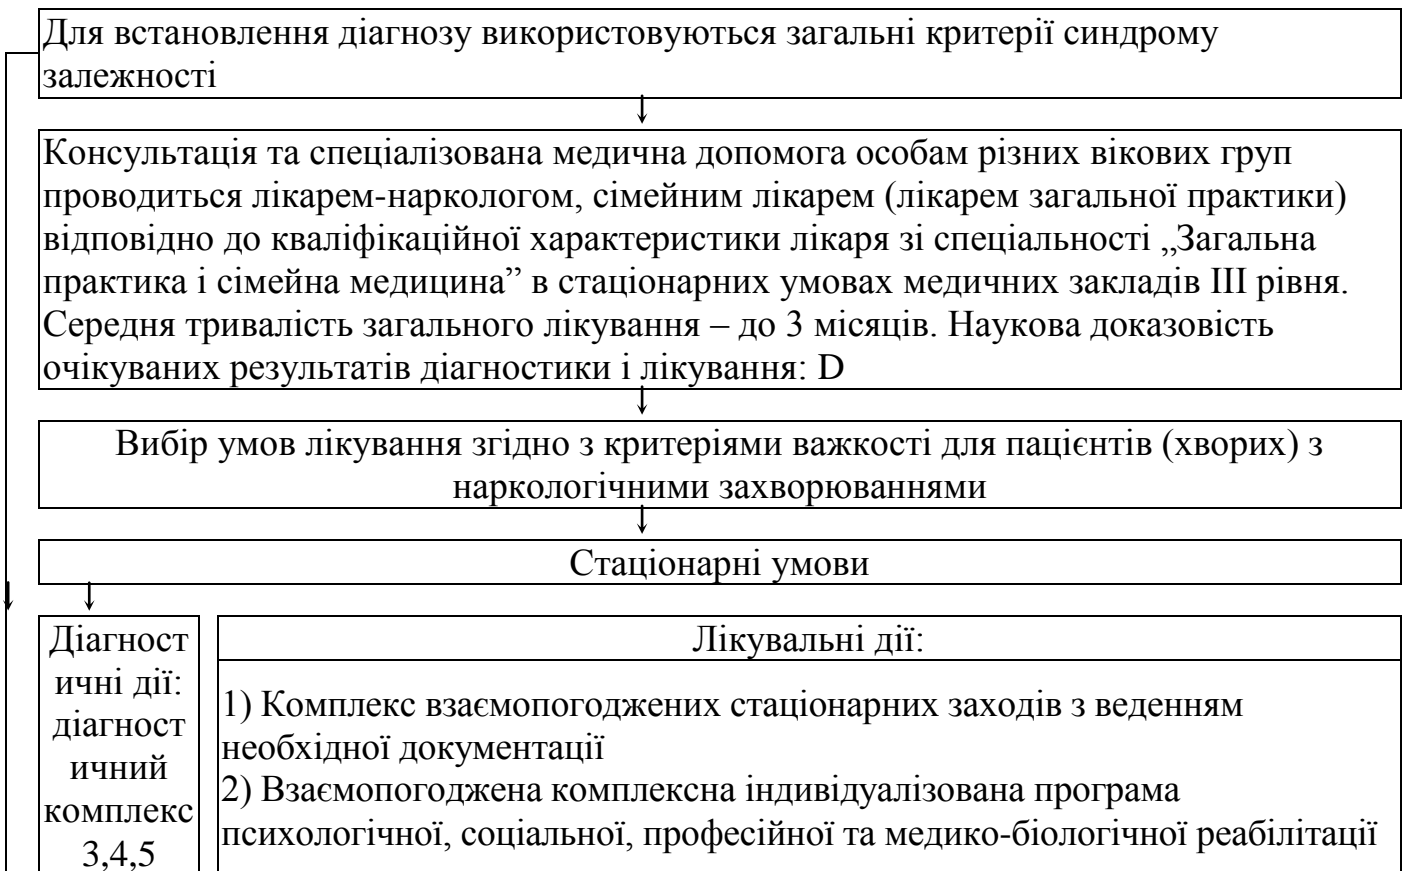 Для встановлення діагнозу використовуються загальні критерії синдрому
залежності
Консультація та спеціалізована медична допомога особам різних вікових груп
проводиться лікарем-наркологом, сімейним лікарем (лікарем загальної практики)
відповідно до кваліфікаційної характеристики лікаря зі спеціальності „Загальна
практика і сімейна медицина” в стаціонарних умовах медичних закладів III рівня.
Середня тривалість загального лікування – до 3 місяців. Наукова доказовість
очікуваних результатів діагностики і лікування: D
Вибір умов лікування згідно з критеріями важкості для пацієнтів (хворих) з
наркологічними захворюваннями
Стаціонарні умови
Діагност
ичні дії:
діагност
ичний
комплекс
3,4,5
Лікувальні дії:
1) Комплекс взаємопогоджених стаціонарних заходів з веденням
необхідної документації
2) Взаємопогоджена комплексна індивідуалізована програма
психологічної, соціальної, професійної та медико-біологічної реабілітації